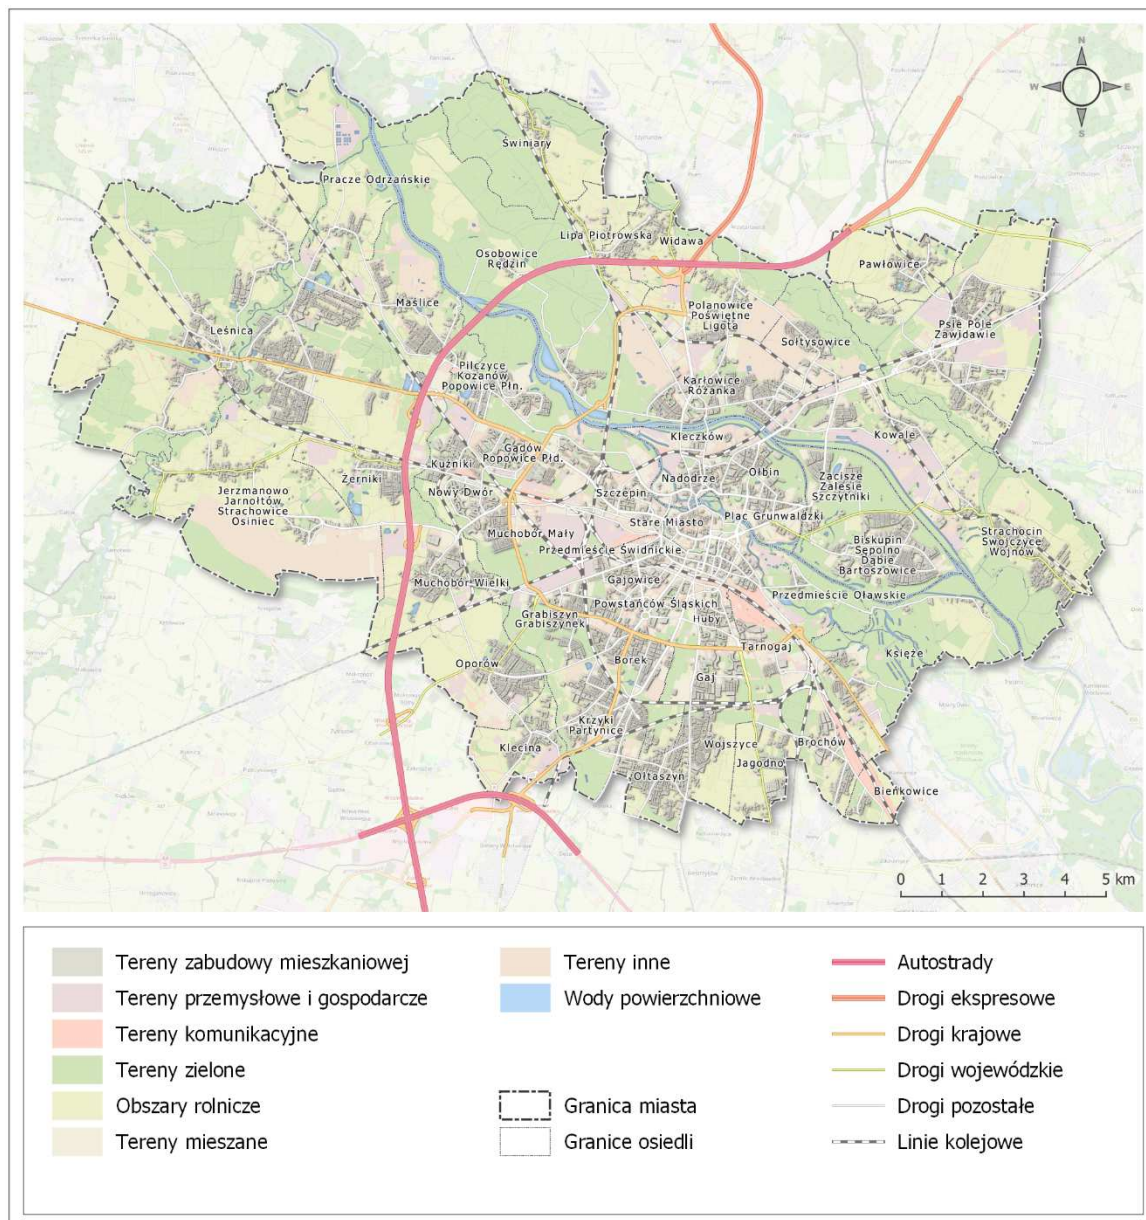 N
W E
S
Świniary
Pracze Odrzańskie
Lipa Piotrowska
Widawa
Osobowice
Rędzin
Pawłowice
Maślice
Polanowice
Poświętne
Ligota
Leśnica
Psie Pole
Zawidawie
Sołtysowice
Pilczyce
Kozanów
Popowice Płn.
Karłowice
Różanka
Kleczków
Kowale
Gądów
Popowice Płd.
Kuźniki
Żerniki
Nowy Dwór
Ołbin
Nadodrze
Zacisze
Zalesie
Szczytniki
Szczepin
Jerzmanowo
Jarnołtów
Strachowice
Osiniec
Stare Miasto
Plac Grunwaldzki
Muchobór Mały
Strachocin
Swojczyce
Wojnów
Biskupin
Sępolno
Dąbie
Bartoszowice
Przedmieście Świdnickie
Muchobór Wielki
Gajowice
Przedmieście Oławskie
Powstańców Śląskich
Grabiszyn
Grabiszynek
Huby
Tarnogaj
Księże
Oporów
Borek
Gaj
Krzyki
Partynice
Klecina
Wojszyce
Brochów
Jagodno
Ołtaszyn
Bieńkowice
0 1 2 3 4 5 km
Tereny zabudowy mieszkaniowej
Tereny przemysłowe i gospodarcze
Tereny komunikacyjne
Tereny zielone
Obszary rolnicze
Tereny mieszane
Tereny inne
Wody powierzchniowe
Granica miasta
Granice osiedli
Autostrady
Drogi ekspresowe
Drogi krajowe
Drogi wojewódzkie
Drogi pozostałe
Linie kolejowe